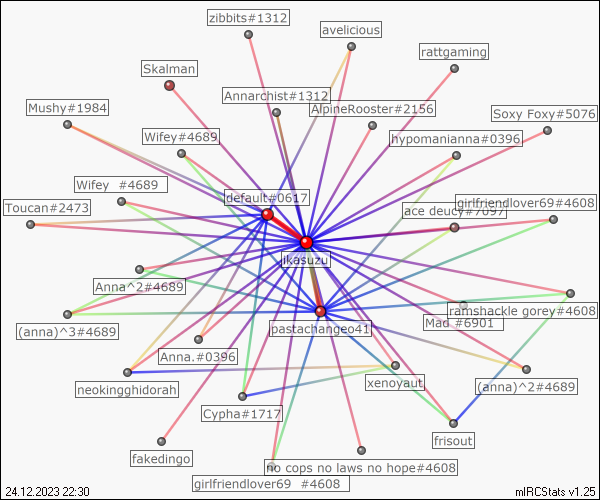 zibbits#1312
avelicious
rattgaming
Skalman
Annarchist#1312
Mushy#1984
AlpineRooster#2156
Soxy Foxy#5076
Wifey#4689
hypomanianna#0396
Wifey #4689
default#0617
girlfriendlover69#4608
Toucan#2473
ace deucy#7097
ikasuzu
Anna^2#4689
ramshackle gorey#4608
(anna)^3#4689
pastachangeo41
Mad #6901
Anna.#0396
xenoyaut
(anna)^2#4689
neokingghidorah
Cypha#1717
frisout
fakedingo
no cops no laws no hope#4608
girlfriendlover69 #4608
24.12.2023 22:30
mIRCStats v1.25